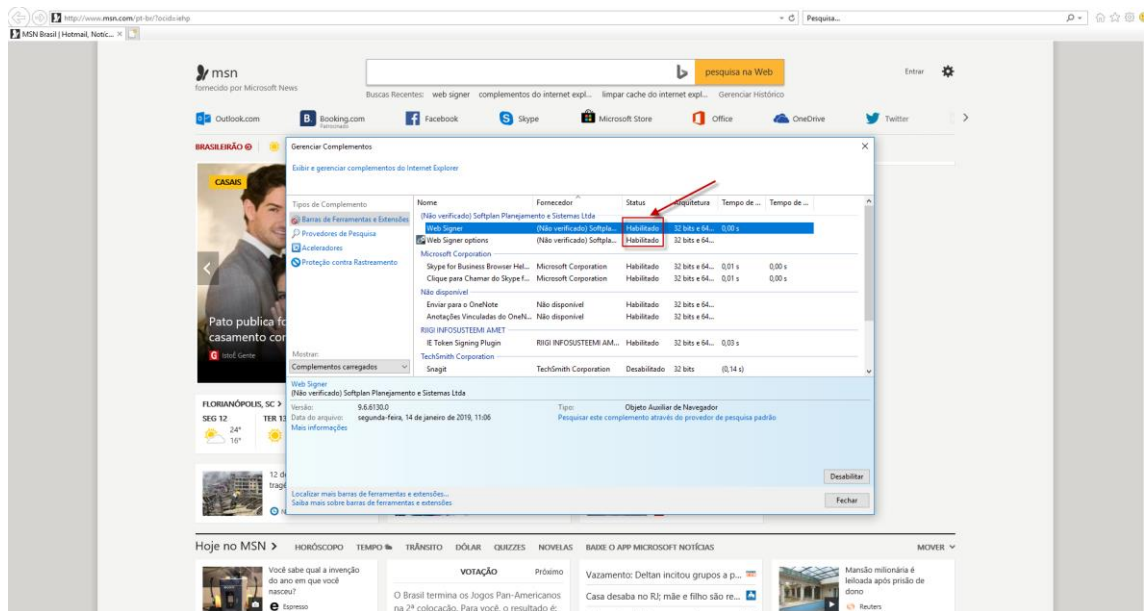 http://www.msn.com/pt-br/?ocid=iehp
Pesquisa...
MSN Brasil | Hotmail, Notíc...
msn
fornecido por Microsoft News
pesquisa na Web
Entrar
Buscas Recentes: web signer complementos do internet expl... limpar cache do internet expl... Gerenciar Histórico
Outlook.com
Booking.com
Facebook
Skype
Microsoft Store
Office
OneDrive
Twitter
BRASILEIRÃO
CASAIS
Pato publica
casamento
Gente
Gerenciar Complementos
Exibir e gerenciar complementos do Internet Explorer
Tipos de Complemento
Barras de Ferramentas e Extensões
Provedores de Pesquisa
Aceleradores
Proteção contra Rastreamento
Mostrar:
Complementos carregados
Nome Fornecedor Status Arquitetura Tempo de ... Tempo de ...
(Não verificado) Softplan Planejamento e Sistemas Ltda
Web Signer (Não verificado) Softpla... Habilitado 32 bits e 64... 0,00 s
Web Signer options (Não verificado) Softpla... Habilitado 32 bits e 64...
Microsoft Corporation
Skype for Business Browser Hel... Microsoft Corporation Habilitado 32 bits e 64... 0,01 s 0,00 s
Clique para Chamar do Skype f... Microsoft Corporation Habilitado 32 bits e 64... 0,01 s 0,00 s
Não disponível
Enviar para o OneNote Não disponível Habilitado 32 bits e 64...
Anotações Vinculadas do OneN... Não disponível Habilitado 32 bits e 64...
RIIGI INFOSUSTEEMI AMET
IE Token Signing Plugin RIIGI INFOSUSTEEMI AM... Habilitado 32 bits e 64... 0,03 s
TechSmith Corporation
Snagit TechSmith Corporation Desabilitado 32 bits (0,14 s)
Web Signer
(Não verificado) Softplan Planejamento e Sistemas Ltda
Versão: 9.6.6130.0 Tipo: Objeto Auxiliar de Navegador
Data do arquivo: segunda-feira, 14 de janeiro de 2019, 11:06 Pesquisar este complemento através do provedor de pesquisa padrão
Mais informações
Desabilitar
Localizar mais barras de ferramentas e extensões...
Saiba mais sobre barras de ferramentas e extensões
Fechar
FLORIANÓPOLIS, SC >
SEG 12 TER 13
24°
16°
12 d
tragé
Hoje no MSN > HORÓSCOPO TEMPO TRÂNSITO DÓLAR QUIZZES NOVELAS BAIXE O APP MICROSOFT NOTÍCIAS MOVER
Você sabe qual a invenção
do ano em que você
nasceu?
Espresso
VOTAÇÃO Próximo
O Brasil termina os Jogos Pan-Americanos
na 2ª colocação. Para você, o resultado é:
Vazamento: Deltan incitou grupos a p...
Casa desaba no RJ; mãe e filho são re...
Mansão milionária é
leiloada após prisão de
dono
Reuters